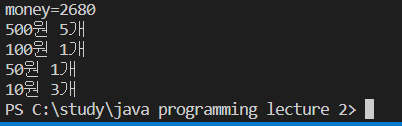 money=2680
500원 5개
100원 1개
50원 1개
10원 3개
PS C:\study\java programming lecture 2>